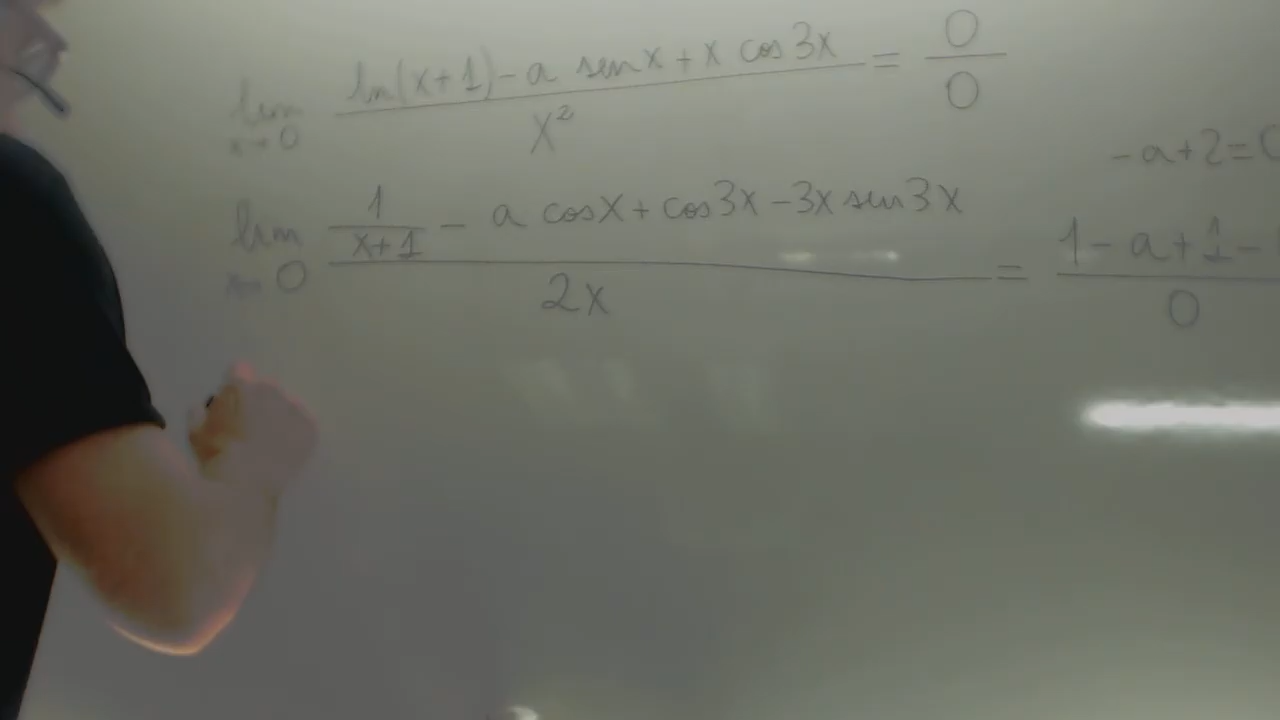 lim x→0 ln(x+1) - a sen x + x cos 3x / x² = 0/0
-a+2=0
lim x→0 1/(x+1) - a cos x + cos 3x - 3x sen 3x / 2x = 1 - a + 1 - / 0